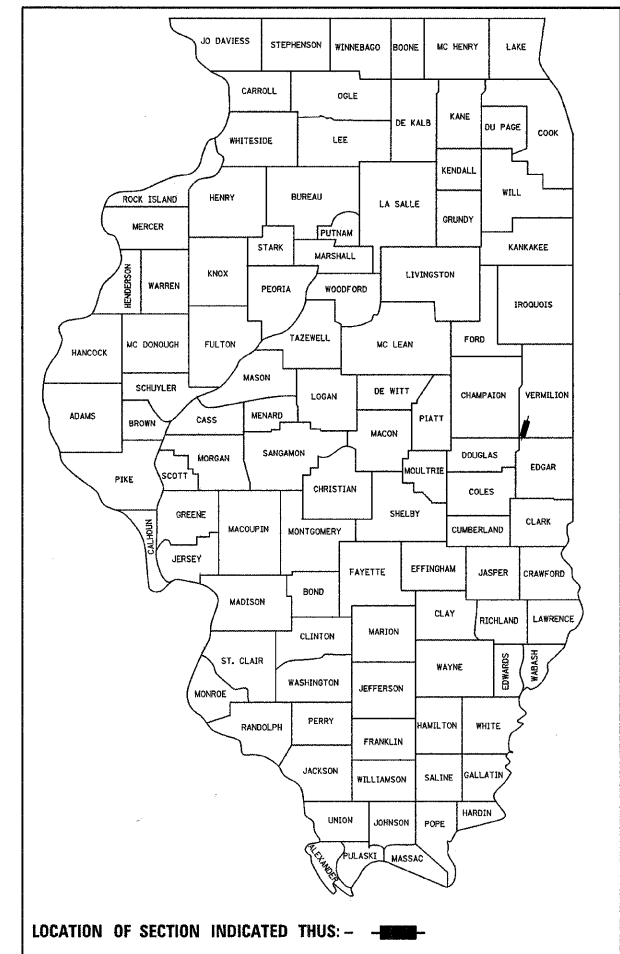 JO DAVIESS STEPHENSON WINNEBAGO BOONE MC HENRY LAKE
CARROLL OGLE DE KALB KANE DU PAGE COOK
WHITESIDE LEE
KENDALL
WILL
ROCK ISLAND HENRY BUREAU LA SALLE GRUNDY
MERCER PUTNAM
STARK MARSHALL KANKAKEE
HENDERSON WARREN KNOX PEORIA WOODFORD LIVINGSTON
IROQUOIS
HANCOCK MC DONOUGH FULTON TAZEWELL MC LEAN FORD
MASON
SCHUYLER LOGAN DE WITT CHAMPAIGN VERMILION
ADAMS BROWN CASS MENARD MACON PIATT
MORGAN SANGAMON DOUGLAS EDGAR
PIKE SCOTT MOULTRIE
CHRISTIAN COLES
GREENE MACOUPIN MONTGOMERY SHELBY CUMBERLAND CLARK
CALHOUN JERSEY
FAYETTE EFFINGHAM JASPER CRAWFORD
MADISON BOND
CLAY RICHLAND LAWRENCE
CLINTON MARION
ST. CLAIR WAYNE EDWARDS WABASH
WASHINGTON JEFFERSON
MONROE
RANDOLPH PERRY HAMILTON WHITE
FRANKLIN
JACKSON WILLIAMSON SALINE GALLATIN
UNION JOHNSON POPE HARDIN
ALEXANDER PULASKI MASSAC
LOCATION OF SECTION INDICATED THUS: -